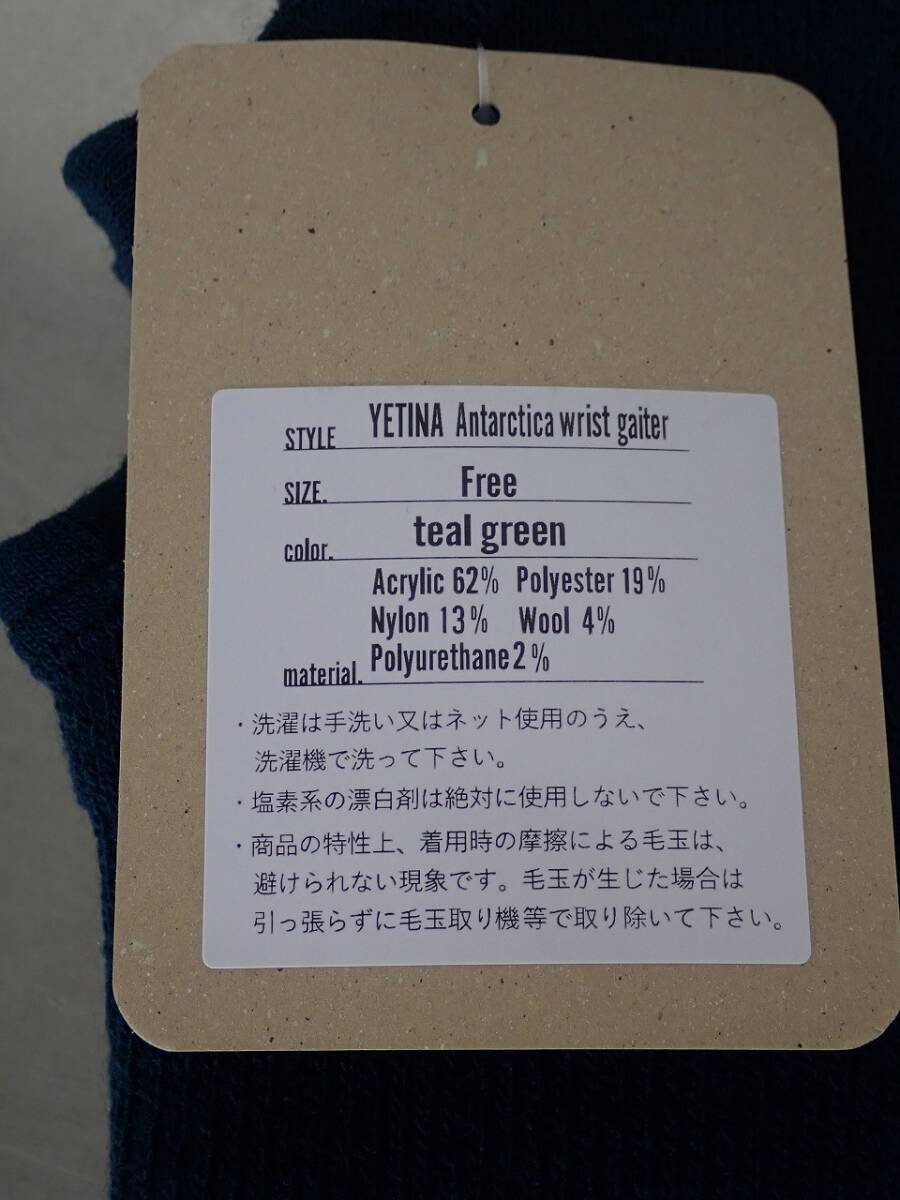 STYLE YETINA Antarctica wrist gaiter
SIZE. Free
color. teal green
Acrylic 62% Polyester 19%
Nylon 13% Wool 4%
material. Polyurethane 2%
・洗濯は手洗い又はネット使用のうえ、
洗濯機で洗って下さい。
・塩素系の漂白剤は絶対に使用しないで下さい。
・商品の特性上、着用時の摩擦による毛玉は、
避けられない現象です。毛玉が生じた場合は
引っ張らずに毛玉取り機等で取り除いて下さい。